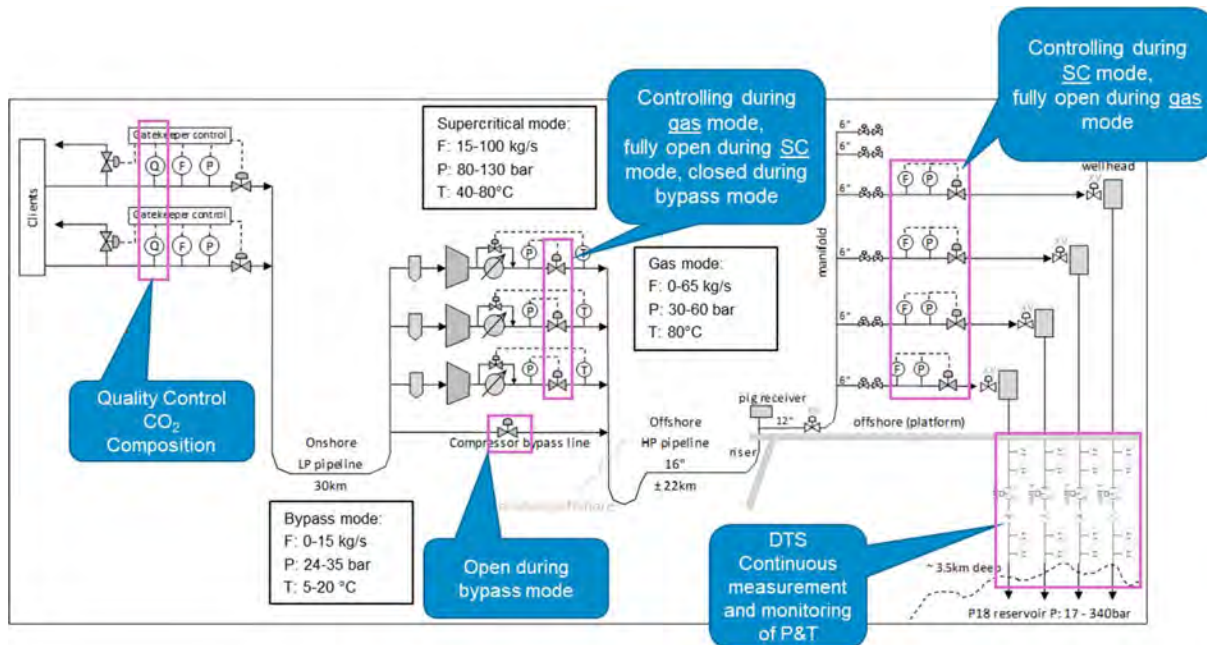 Controlling during
SC mode,
fully open during gas
mode
Controlling during
gas mode,
fully open during SC
mode, closed during
bypass mode
Supercritical mode:
F: 15-100 kg/s
P: 80-130 bar
T: 40-80°C
Gas mode:
F: 0-65 kg/s
P: 30-60 bar
T: 80°C
Clients
Gatekeeper control
Q
F
P
Gatekeeper control
Q
F
P
Quality Control
CO2
Composition
Onshore
LP pipeline
30km
P
T
P
T
P
T
Compressor bypass line
Bypass mode:
F: 0-15 kg/s
P: 24-35 bar
T: 5-20 °C
Open during
bypass mode
Offshore
HP pipeline
16"
±22km
riser
pig receiver
12"
offshore (platform)
manifold
6"
6"
6"
6"
6"
6"
F
P
F
P
F
P
F
P
wellhead
XV
XV
XV
XV
DTS
Continuous
measurement
and monitoring
of P&T
~ 3.5km deep
P18 reservoir P: 17 - 340bar